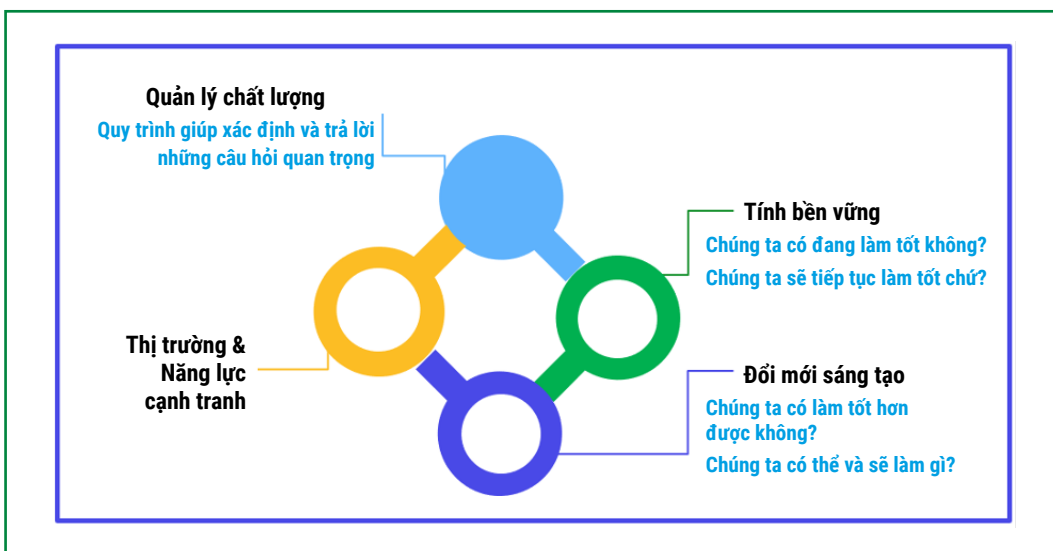 Quản lý chất lượng
Quy trình giúp xác định và trả lời
những câu hỏi quan trọng
Tính bền vững
Chúng ta có đang làm tốt không?
Chúng ta sẽ tiếp tục làm tốt chứ?
Thị trường &
Năng lực
cạnh tranh
Đổi mới sáng tạo
Chúng ta có làm tốt hơn
được không?
Chúng ta có thể và sẽ làm gì?